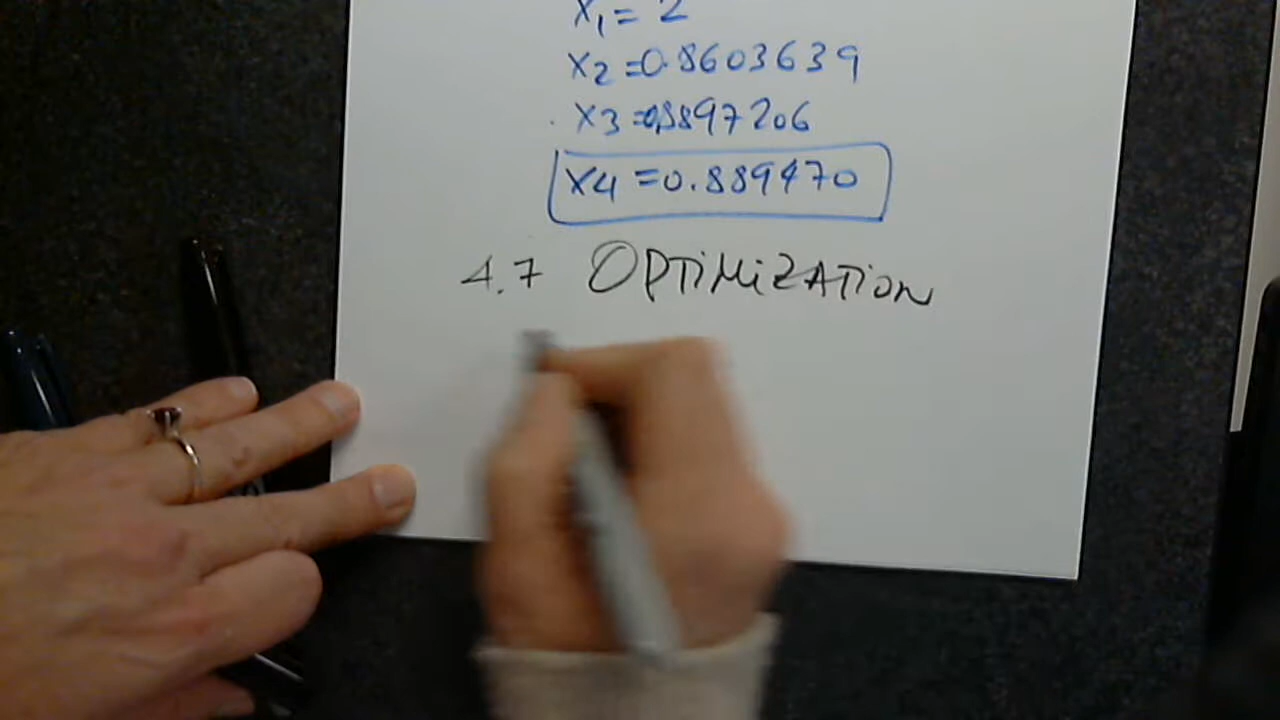 x1 = 2
x2 = 0.8603639
x3 = 0.8897206
x4 = 0.889470
4.7 OPTIMIZATION